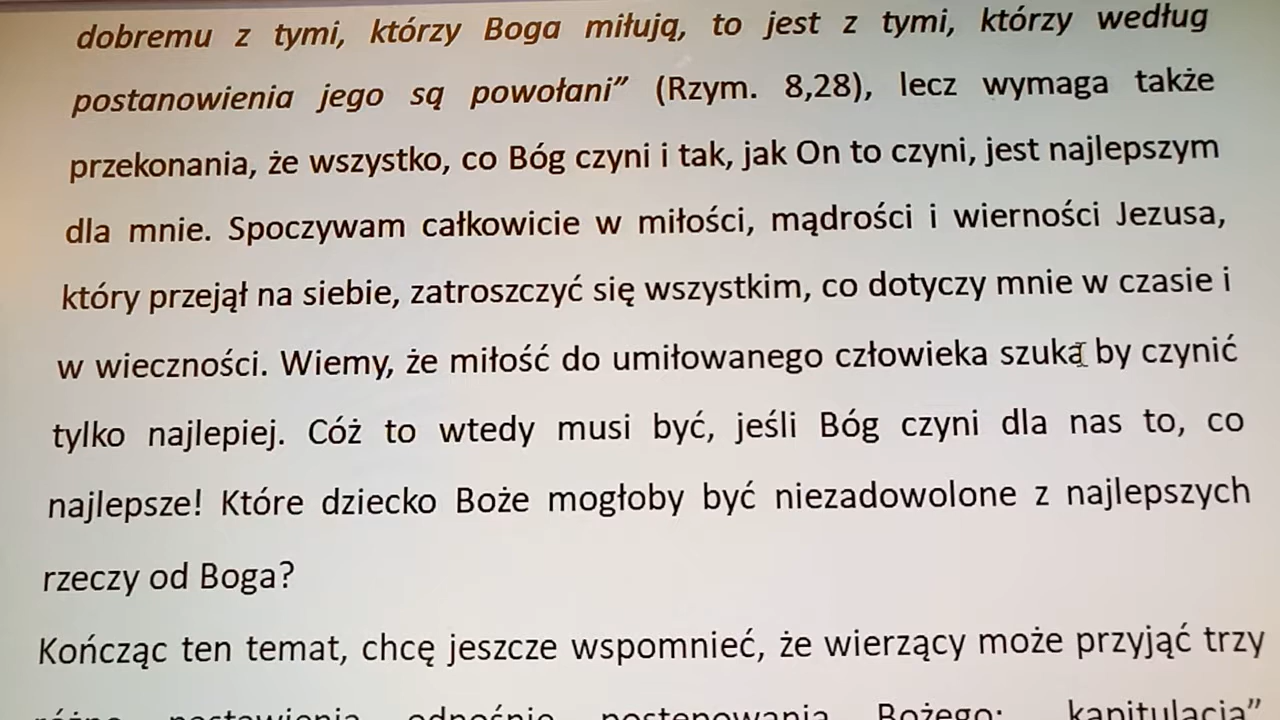 dobremu z tymi, którzy Boga miłują, to jest z tymi, którzy według
postanowienia jego są powołani” (Rzym. 8,28), lecz wymaga także
przekonania, że wszystko, co Bóg czyni i tak, jak On to czyni, jest najlepszym
dla mnie. Spoczywam całkowicie w miłości, mądrości i wierności Jezusa,
który przejął na siebie, zatroszczyć się wszystkim, co dotyczy mnie w czasie i
w wieczności. Wiemy, że miłość do umiłowanego człowieka szuka by czynić
tylko najlepiej. Cóż to wtedy musi być, jeśli Bóg czyni dla nas to, co
najlepsze! Które dziecko Boże mogłoby być niezadowolone z najlepszych
rzeczy od Boga?
Kończąc ten temat, chcę jeszcze wspomnieć, że wierzący może przyjąć trzy
odnośnie postępowania Bożego: kapitulacja”